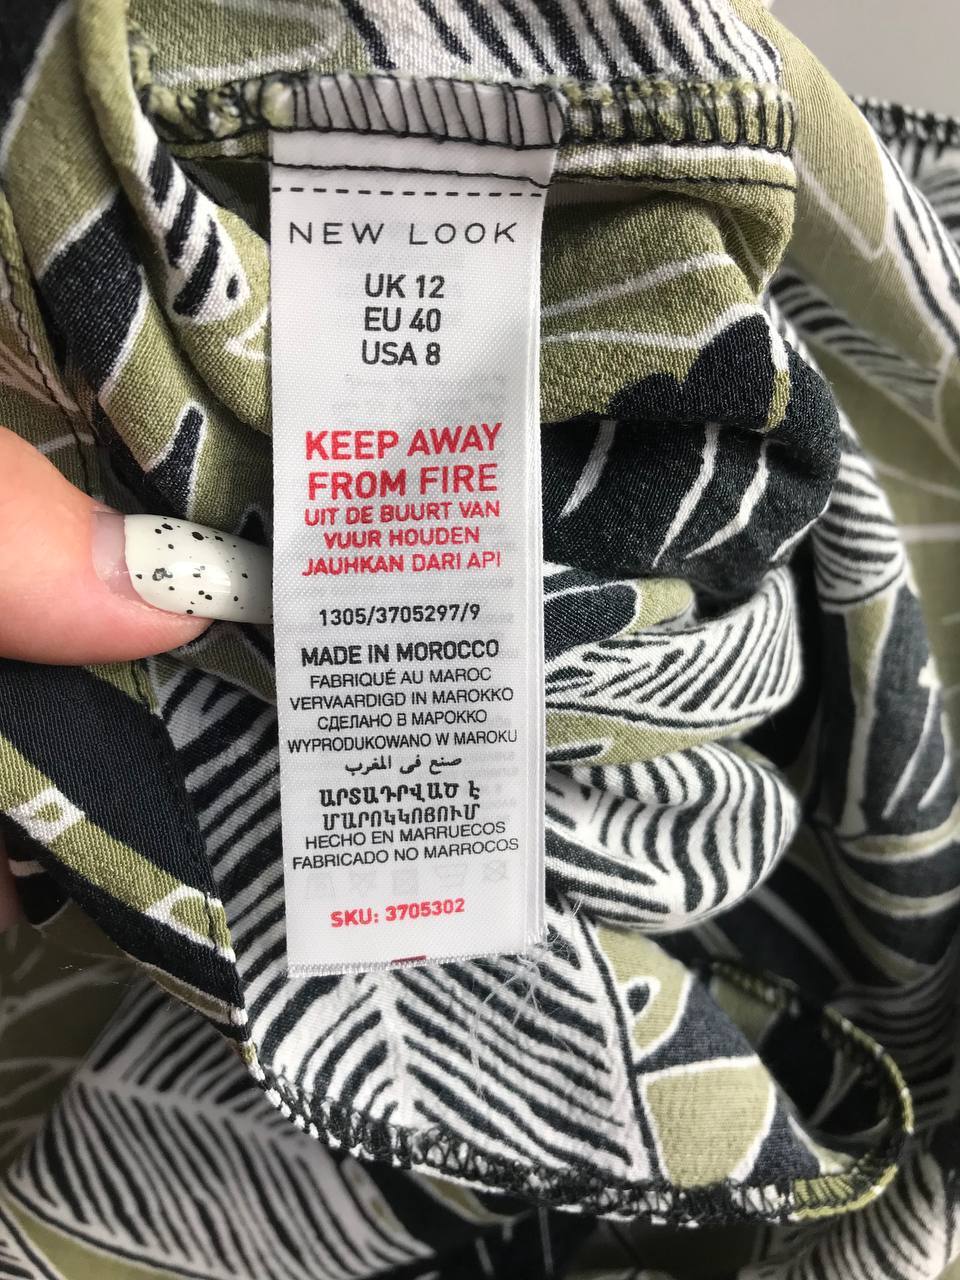 NEW LOOK
UK 12
EU 40
USA 8
KEEP AWAY
FROM FIRE
UIT DE BUURT VAN
VUUR HOUDEN
JAUHKAN DARI API
1305/3705297/9
MADE IN MOROCCO
FABRIQUÉ AU MAROC
VERVAARDIGD IN MAROKKO
СДЕЛАНО В МАРОККО
WYPRODUKOWANO W MAROKU
صنع فى المغرب
ԱՐՏԱԴՐՎԱԾ Է
ՄԱՐՈԿԿՈՅՈՒՄ
HECHO EN MARRUECOS
FABRICADO NO MARROCOS
SKU: 3705302